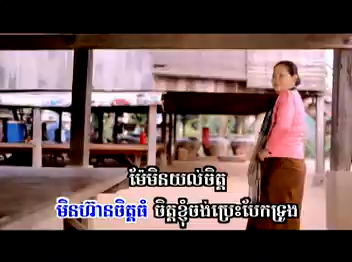 ម៉ែមិនយល់ចិត្ត
មិនហ៊ានចិត្តធំ ចិត្តខ្ញុំចង់ប្រេះបែកទ្រូង